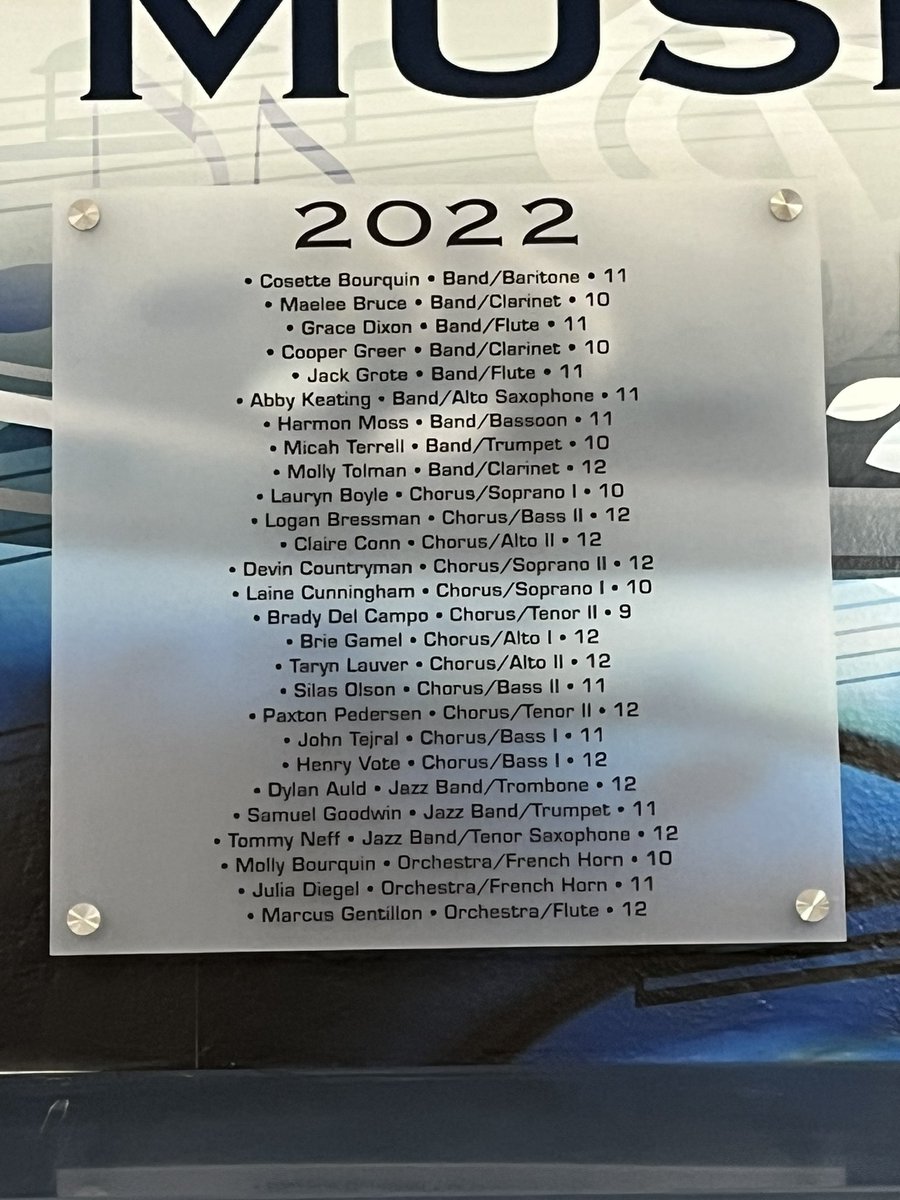 MUSI
2022
• Cosette Bourquin • Band/Baritone • 11
• Maelee Bruce • Band/Clarinet • 10
• Grace Dixon • Band/Flute • 11
• Cooper Greer • Band/Clarinet • 10
• Jack Grote • Band/Flute • 11
• Abby Keating • Band/Alto Saxophone • 11
• Harmon Moss • Band/Bassoon • 11
• Micah Terrell • Band/Trumpet • 10
• Molly Tolman • Band/Clarinet • 12
• Lauryn Boyle • Chorus/Soprano I • 10
• Logan Bressman • Chorus/Bass II • 12
• Claire Conn • Chorus/Alto II • 12
• Devin Countryman • Chorus/Soprano II • 12
• Laine Cunningham • Chorus/Soprano I • 10
• Brady Del Campo • Chorus/Tenor II • 9
• Brie Gamel • Chorus/Alto I • 12
• Taryn Lauver • Chorus/Alto II • 12
• Silas Olson • Chorus/Bass II • 11
• Paxton Pedersen • Chorus/Tenor II • 12
• John Tejral • Chorus/Bass I • 11
• Henry Vote • Chorus/Bass I • 12
• Dylan Auld • Jazz Band/Trombone • 12
• Samuel Goodwin • Jazz Band/Trumpet • 11
• Tommy Neff • Jazz Band/Tenor Saxophone • 12
• Molly Bourquin • Orchestra/French Horn • 10
• Julia Diegel • Orchestra/French Horn • 11
• Marcus Gentillon • Orchestra/Flute • 12